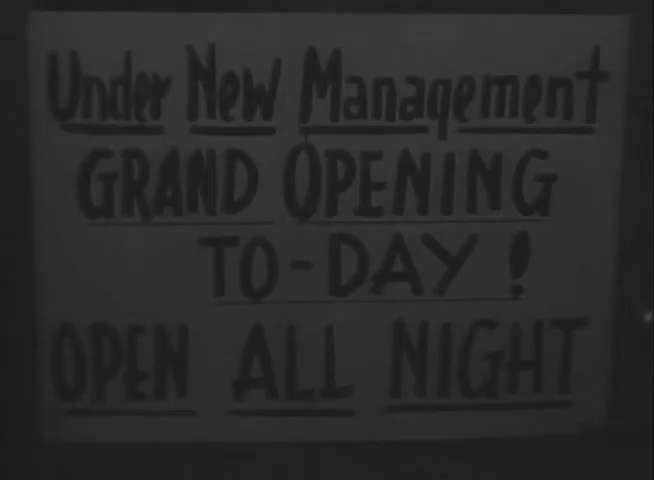 Under New Management
GRAND OPENING
TO-DAY!
OPEN ALL NIGHT